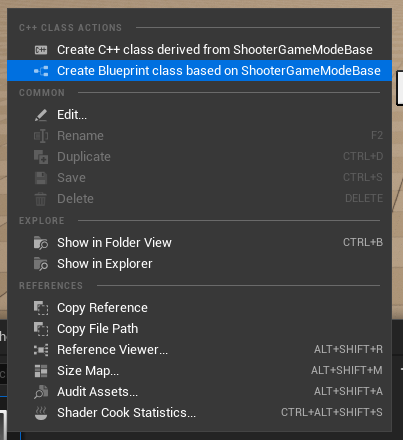 C++ CLASS ACTIONS
Create C++ class derived from ShooterGameModeBase
Create Blueprint class based on ShooterGameModeBase
COMMON
Edit...
Rename F2
Duplicate CTRL+D
Save CTRL+S
Delete DELETE
EXPLORE
Show in Folder View CTRL+B
Show in Explorer
REFERENCES
Copy Reference
Copy File Path
Reference Viewer... ALT+SHIFT+R
Size Map... ALT+SHIFT+M
Audit Assets... ALT+SHIFT+A
Shader Cook Statistics... CTRL+ALT+SHIFT+S